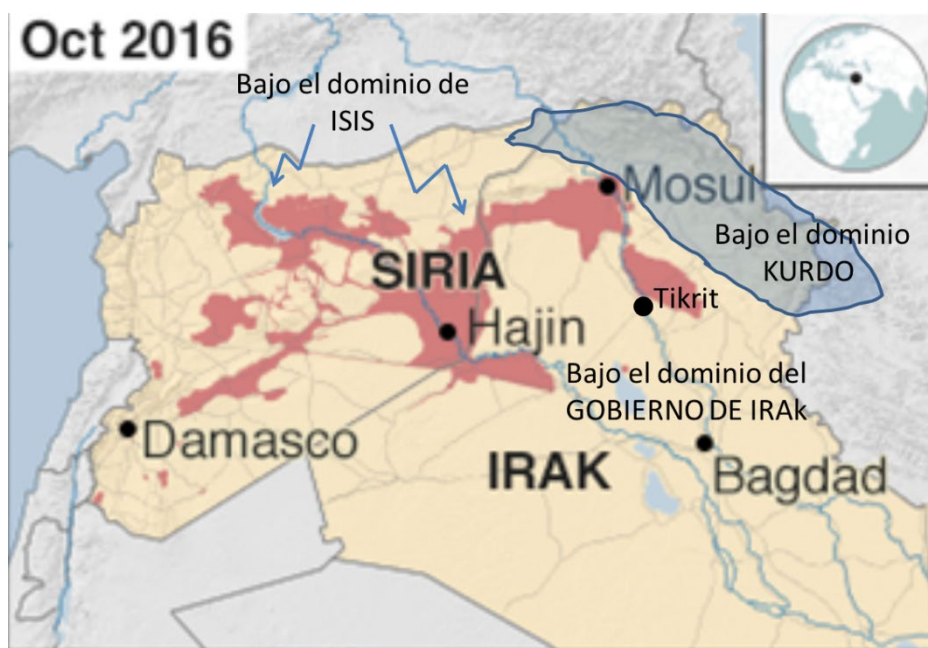 Oct 2016
Bajo el dominio de
ISIS
Mosul
Bajo el dominio
KURDO
SIRIA
Tikrit
Hajin
Bajo el dominio del
GOBIERNO DE IRAk
Damasco
IRAK
Bagdad